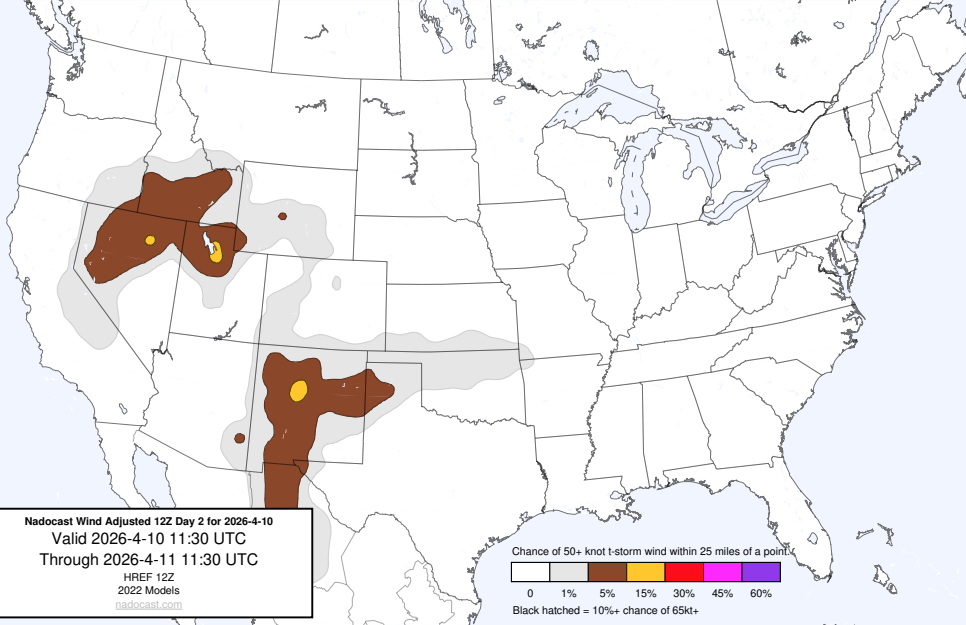 Nadocast Wind Adjusted 12Z Day 2 for 2026-4-10
Valid 2026-4-10 11:30 UTC
Through 2026-4-11 11:30 UTC
HREF 12Z
2022 Models
nadocast.com
Chance of 50+ knot t-storm wind within 25 miles of a point.
0 1% 5% 15% 30% 45% 60%
Black hatched = 10%+ chance of 65kt+